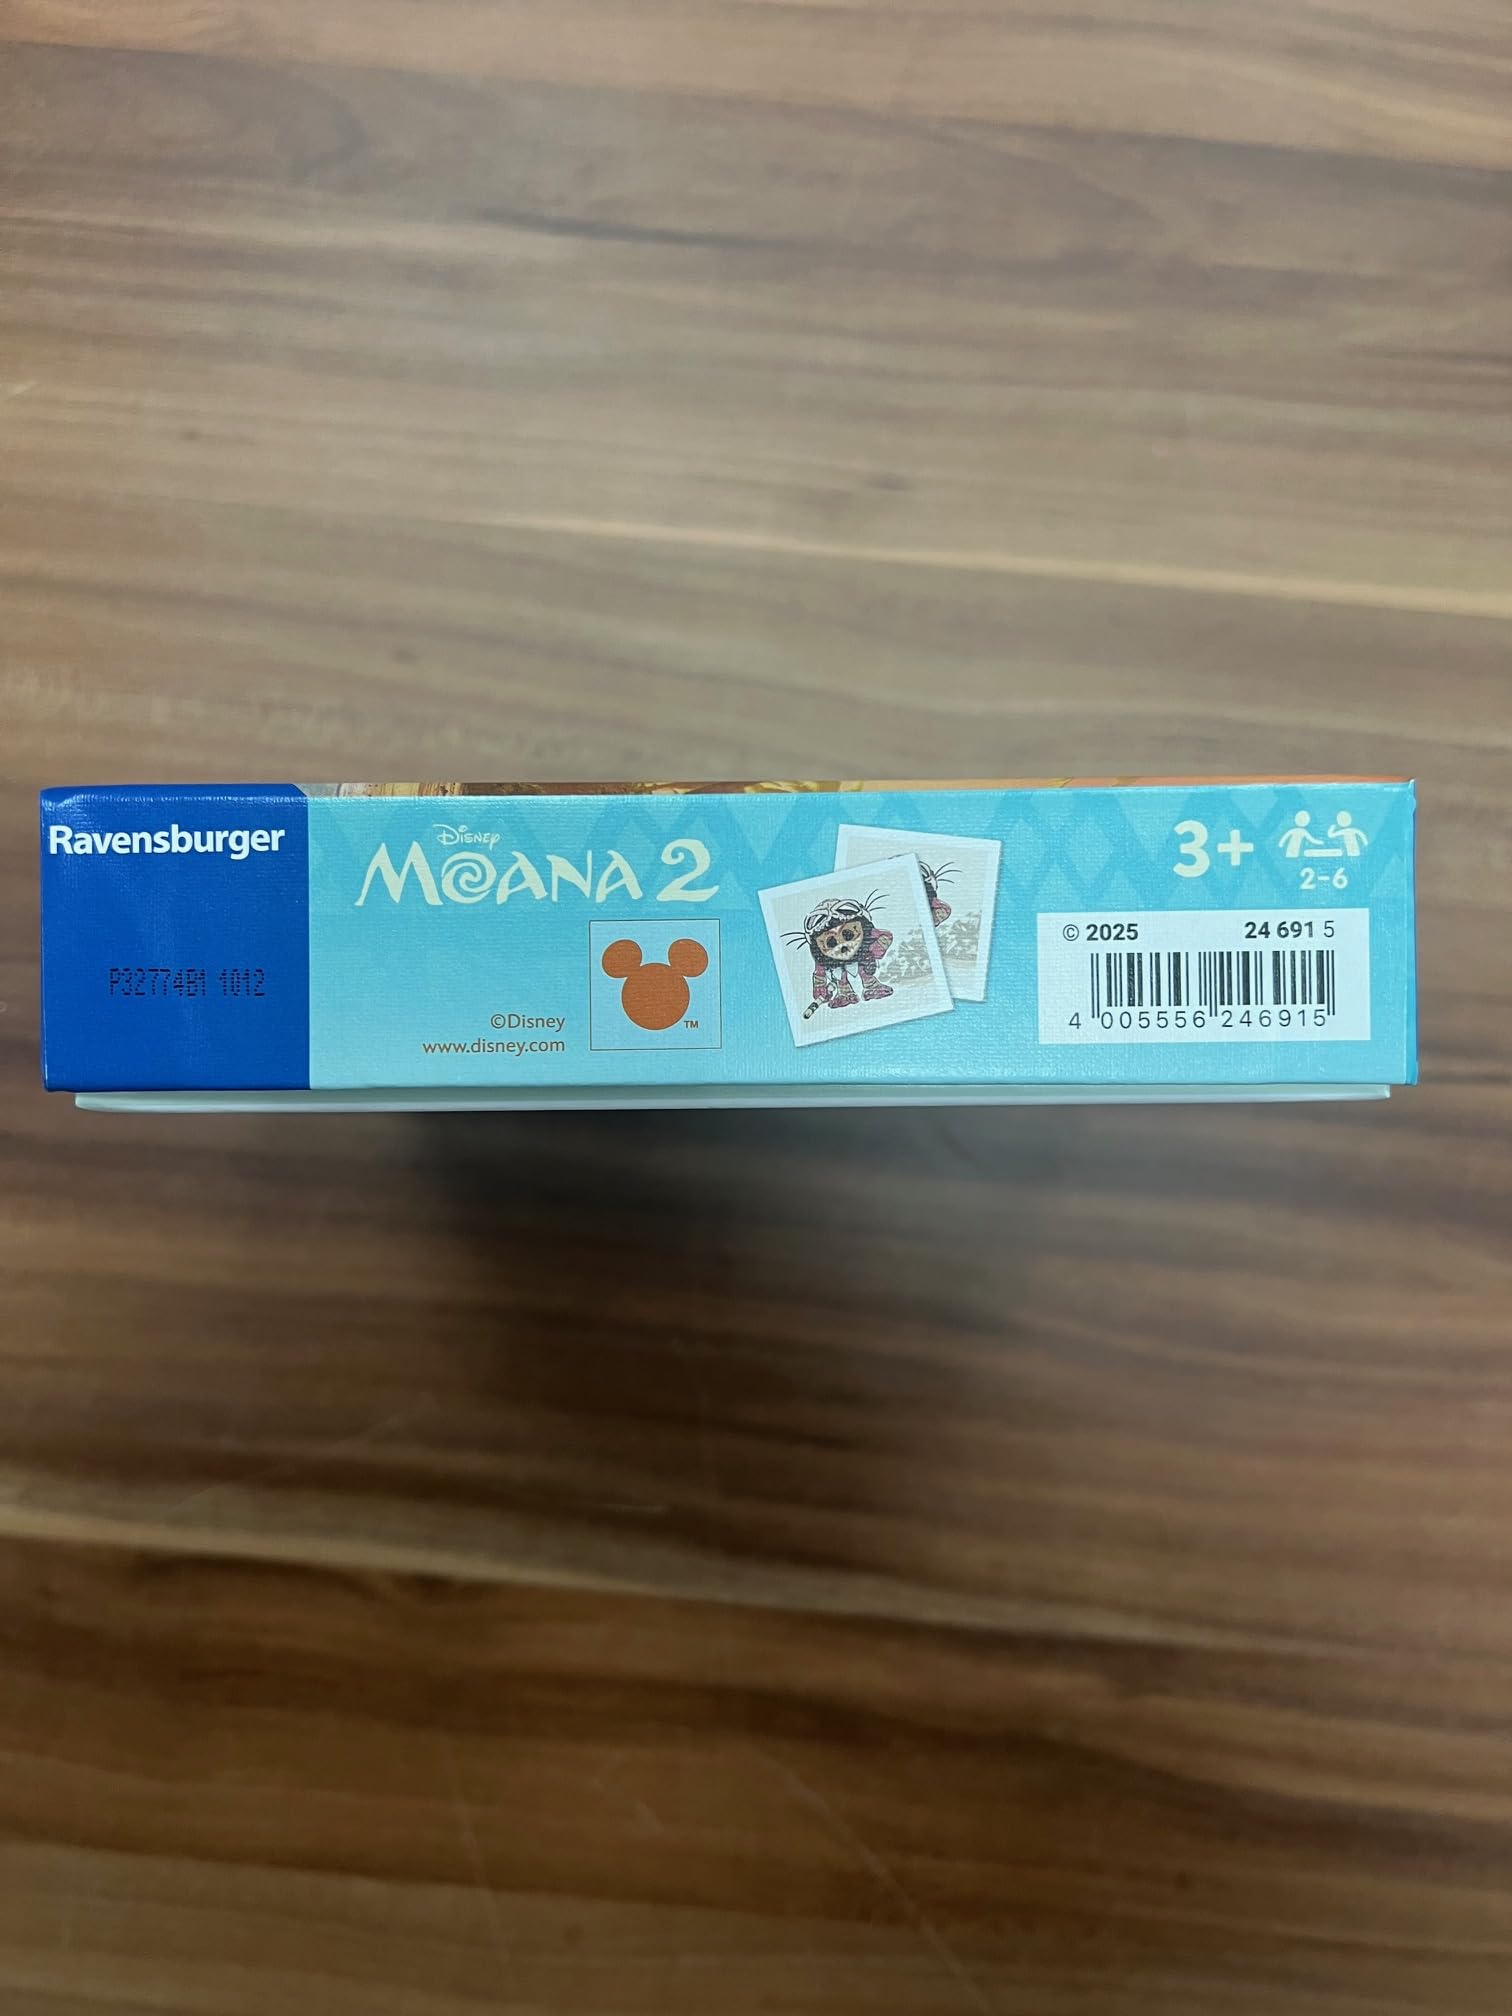 Ravensburger
P32774B1 1012
Disney
MOANA 2
©Disney
www.disney.com
TM
3+
2-6
© 2025 24 691 5
4 005556 246915